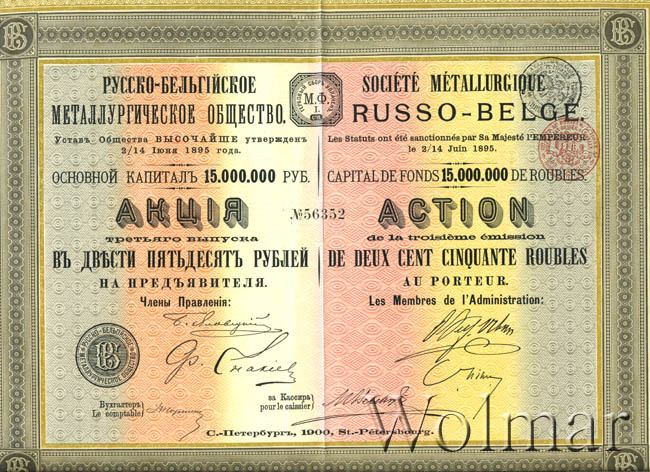 РУССКО-БЕЛЬГІЙСКОЕ
МЕТАЛЛУРГИЧЕСКОЕ ОБЩЕСТВО.
Уставъ Общества ВЫСОЧАЙШЕ утвержденъ
2/14 Іюня 1895 года.
ОСНОВНОЙ КАПИТАЛЪ 15.000.000 РУБ.
АКЦІЯ
третьяго выпуска
ВЪ ДВѢСТИ ПЯТЬДЕСЯТЪ РУБЛЕЙ
НА ПРЕДЪЯВИТЕЛЯ.
Члены Правленія:
М.Ф.
I.
№56352
SOCIÉTÉ MÉTALLURGIQUE
RUSSO-BELGE.
Les Statuts ont été sanctionnés par Sa Majesté l'EMPEREUR
le 2/14 Juin 1895.
CAPITAL DE FONDS 15.000.000 DE ROUBLES.
ACTION
de la troisième émission
DE DEUX CENT CINQUANTE ROUBLES
AU PORTEUR.
Les Membres de l'Administration:
РУССКО-БЕЛЬГІЙСКОЕ
МЕТАЛЛУРГИЧЕСКОЕ ОБЩЕСТВО
Бухгалтеръ
Le comptable
за Кассира
pour le caissier
С.-Петербургъ, 1900, St.-Pétersbourg.
Wolmar